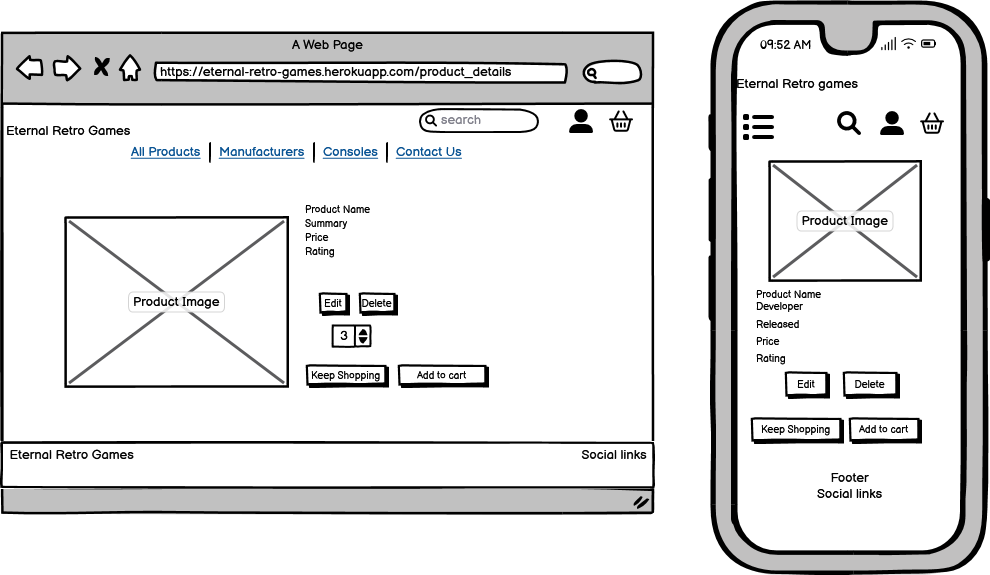 A Web Page
https://eternal-retro-games.herokuapp.com/product_details
search
Eternal Retro Games
All Products Manufacturers Consoles Contact Us
Product Name
Summary
Price
Rating
Product Image
Edit Delete
3
Keep Shopping Add to cart
Eternal Retro Games Social links
09:52 AM
Eternal Retro games
Product Image
Product Name
Developer
Released
Price
Rating
Edit Delete
Keep Shopping Add to cart
Footer
Social links